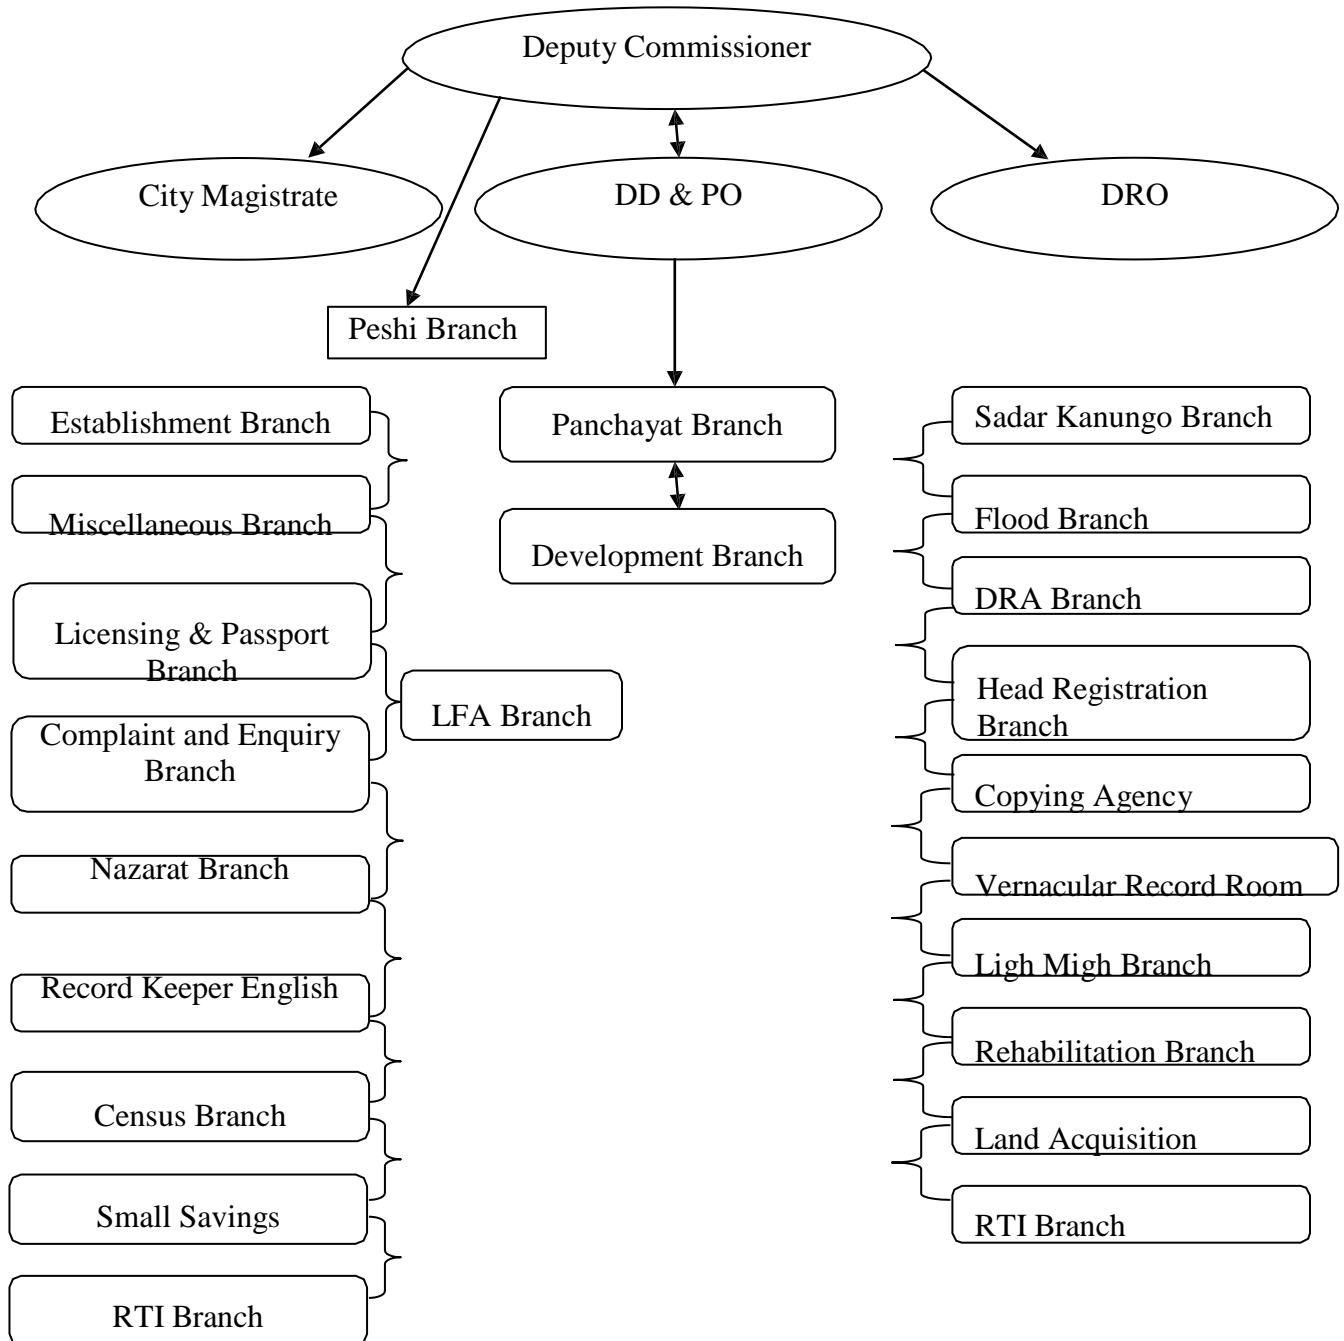 Deputy Commissioner
City Magistrate
DD & PO
DRO
Peshi Branch
Establishment Branch
Miscellaneous Branch
Licensing & Passport
Branch
Complaint and Enquiry
Branch
Nazarat Branch
Record Keeper English
Census Branch
Small Savings
RTI Branch
LFA Branch
Panchayat Branch
Development Branch
Sadar Kanungo Branch
Flood Branch
DRA Branch
Head Registration
Branch
Copying Agency
Vernacular Record Room
Ligh Migh Branch
Rehabilitation Branch
Land Acquisition
RTI Branch